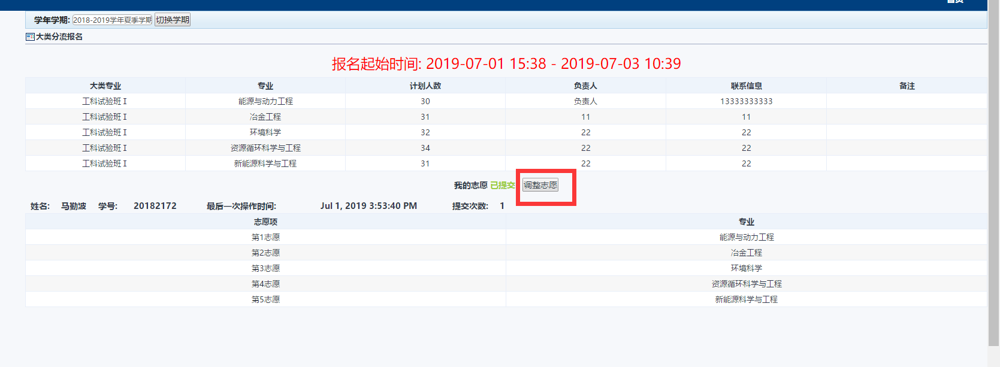 首页
学年学期: 2018-2019学年夏季学期 切换学期
大类分流报名
报名起始时间: 2019-07-01 15:38 - 2019-07-03 10:39
大类专业 专业 计划人数 负责人 联系信息 备注
工科试验班 I 能源与动力工程 30 负责人 13333333333
工科试验班 I 冶金工程 31 11 11
工科试验班 I 环境科学 32 22 22
工科试验班 I 资源循环科学与工程 34 22 22
工科试验班 I 新能源科学与工程 31 22 22
我的志愿 已提交 调整志愿
姓名: 马勤波 学号: 20182172 最后一次操作时间: Jul 1, 2019 3:53:40 PM 提交次数: 1
志愿项 专业
第1志愿 能源与动力工程
第2志愿 冶金工程
第3志愿 环境科学
第4志愿 资源循环科学与工程
第5志愿 新能源科学与工程